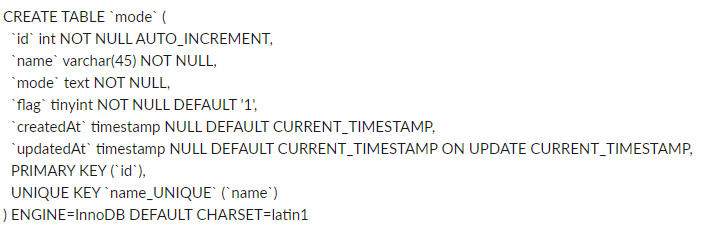 CREATE TABLE `mode` (
`id` int NOT NULL AUTO_INCREMENT,
`name` varchar(45) NOT NULL,
`mode` text NOT NULL,
`flag` tinyint NOT NULL DEFAULT '1',
`createdAt` timestamp NULL DEFAULT CURRENT_TIMESTAMP,
`updatedAt` timestamp NULL DEFAULT CURRENT_TIMESTAMP ON UPDATE CURRENT_TIMESTAMP,
PRIMARY KEY (`id`),
UNIQUE KEY `name_UNIQUE` (`name`)
) ENGINE=InnoDB DEFAULT CHARSET=latin1